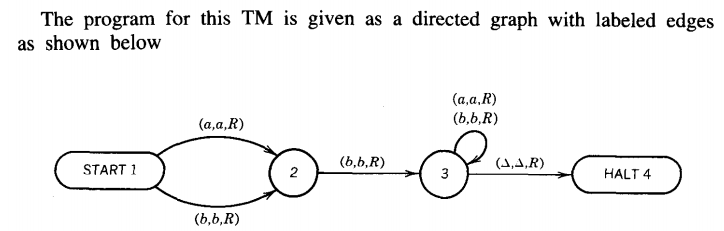 The program for this TM is given as a directed graph with labeled edges
as shown below
(a,a,R)
(b,b,R)
(a,a,R)
START 1
2
(b,b,R)
3
(Δ,Δ,R)
HALT 4
(b,b,R)